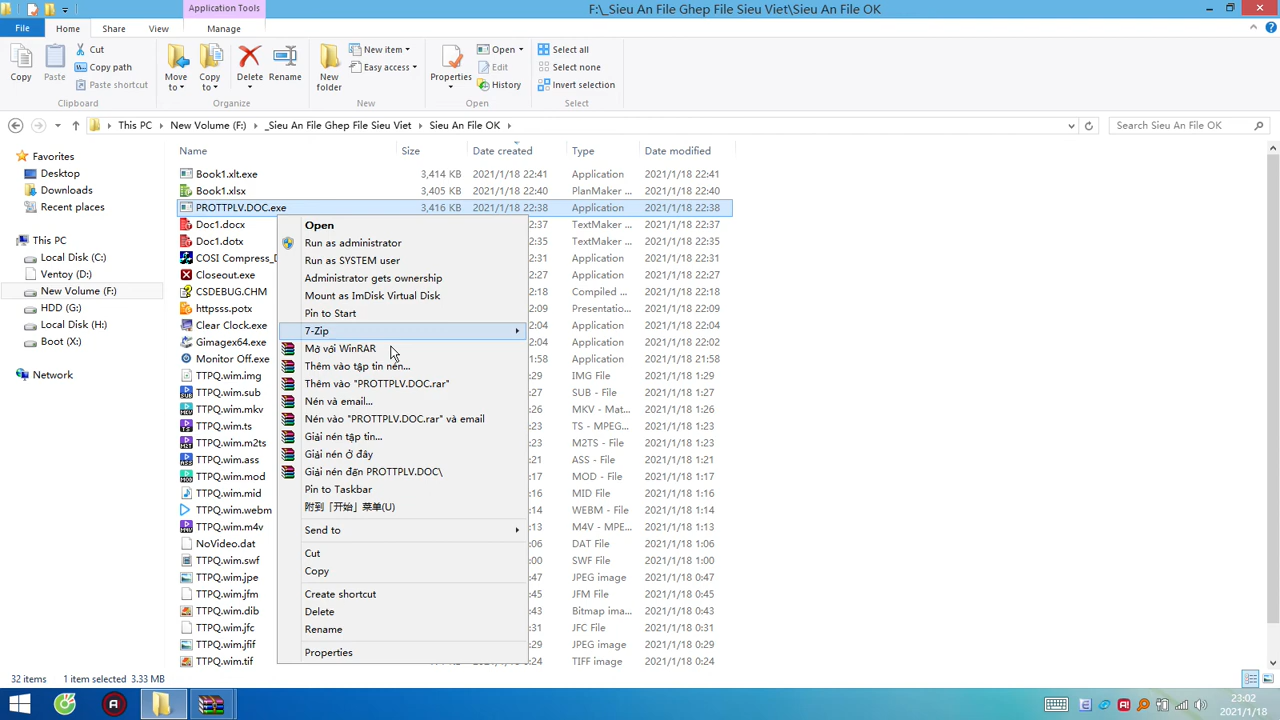 Application Tools
F:\_Sieu An File Ghep File Sieu Viet\Sieu An File OK
File
Home
Share
View
Manage
Copy
Paste
Cut
Copy path
Paste shortcut
Clipboard
Move to
Copy to
Delete
Rename
Organize
New folder
New item
Easy access
New
Properties
Open
Edit
History
Open
Select all
Select none
Invert selection
Select
This PC
New Volume (F:)
_Sieu An File Ghep File Sieu Viet
Sieu An File OK
Search Sieu An File OK
Favorites
Desktop
Downloads
Recent places
This PC
Local Disk (C:)
Ventoy (D:)
New Volume (F:)
HDD (G:)
Local Disk (H:)
Boot (X:)
Network
Name Size Date created Type Date modified
Book1.xlt.exe 3,414 KB 2021/1/18 22:41 Application 2021/1/18 22:41
Book1.xlsx 3,405 KB 2021/1/18 22:40 PlanMaker ... 2021/1/18 22:40
PROTTPLV.DOC.exe 3,416 KB 2021/1/18 22:38 Application 2021/1/18 22:38
Doc1.docx :37 TextMaker ... 2021/1/18 22:37
Doc1.dotx :35 TextMaker ... 2021/1/18 22:35
COSI Compress_D :31 Application 2021/1/18 22:31
Closeout.exe :27 Application 2021/1/18 22:27
CSDEBUG.CHM :18 Compiled ... 2021/1/18 22:18
httpsss.potx :09 Presentatio... 2021/1/18 22:09
Clear Clock.exe :04 Application 2021/1/18 22:04
Gimagex64.exe :04 Application 2021/1/18 22:04
Monitor Off.exe :58 Application 2021/1/18 21:58
TTPQ.wim.img :29 IMG File 2021/1/18 1:29
TTPQ.wim.sub :27 SUB - File 2021/1/18 1:27
TTPQ.wim.mkv :26 MKV - Mat... 2021/1/18 1:26
TTPQ.wim.ts :26 TS - MPEG... 2021/1/18 1:26
TTPQ.wim.m2ts :23 M2TS - File 2021/1/18 1:23
TTPQ.wim.ass :21 ASS - File 2021/1/18 1:21
TTPQ.wim.mod :18 MOD - File 2021/1/18 1:18
TTPQ.wim.mid :17 MID File 2021/1/18 1:17
TTPQ.wim.webm :14 WEBM - File 2021/1/18 1:14
TTPQ.wim.m4v :13 M4V - MP... 2021/1/18 1:13
NoVideo.dat :06 DAT File 2021/1/18 1:06
TTPQ.wim.swf :00 SWF File 2021/1/18 1:00
TTPQ.wim.jpe :47 JPEG image 2021/1/18 0:47
TTPQ.wim.jfm :45 JFM File 2021/1/18 0:45
TTPQ.wim.dib :43 Bitmap im... 2021/1/18 0:43
TTPQ.wim.jfc :31 JFC File 2021/1/18 0:31
TTPQ.wim.jfif :29 JPEG image 2021/1/18 0:29
TTPQ.wim.tif :24 TIFF image 2021/1/18 0:24
Open
Run as administrator
Run as SYSTEM user
Administrator gets ownership
Mount as ImDisk Virtual Disk
Pin to Start
7-Zip
Mở với WinRAR
Thêm vào tập tin nén...
Thêm vào "PROTTPLV.DOC.rar"
Nén và email...
Nén vào "PROTTPLV.DOC.rar" và email
Giải nén tập tin...
Giải nén ở đây
Giải nén đến PROTTPLV.DOC\
Pin to Taskbar
附到「开始」菜单(U)
Send to
Cut
Copy
Create shortcut
Delete
Rename
Properties
32 items 1 item selected 3.33 MB
23:02
2021/1/18